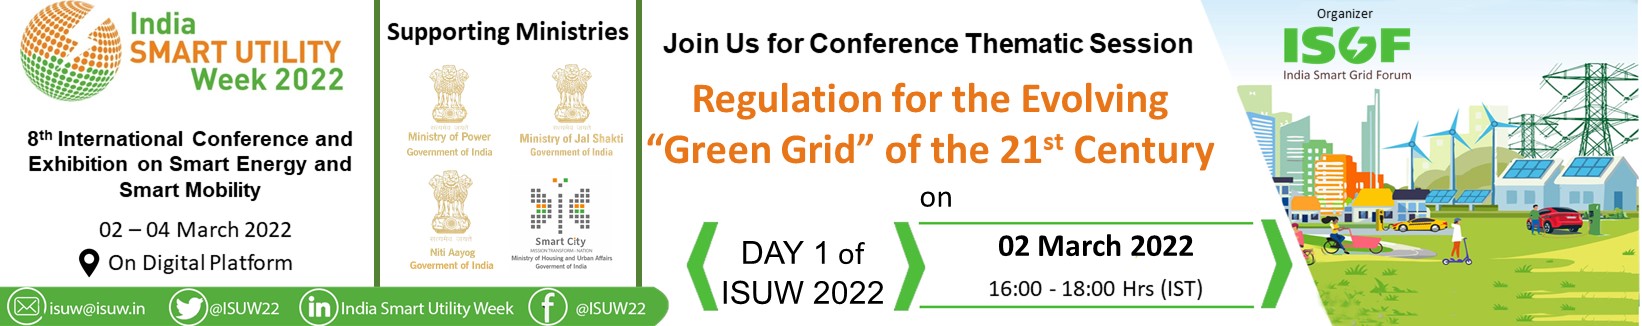 India
SMART UTILITY
Week 2022
8th International Conference and
Exhibition on Smart Energy and
Smart Mobility
02 – 04 March 2022
On Digital Platform
isuw@isuw.in
@ISUW22
India Smart Utility Week
@ISUW22
Supporting Ministries
Ministry of Power
Government of India
Ministry of Jal Shakti
Government of India
Niti Aayog
Goverment of India
Smart City
MISSION TRANSFORM-NATION
Ministry of Housing and Urban Affairs
Goverment of India
Join Us for Conference Thematic Session
Regulation for the Evolving
“Green Grid” of the 21st Century
on
DAY 1 of
ISUW 2022
02 March 2022
16:00 - 18:00 Hrs (IST)
Organizer
ISGF
India Smart Grid Forum